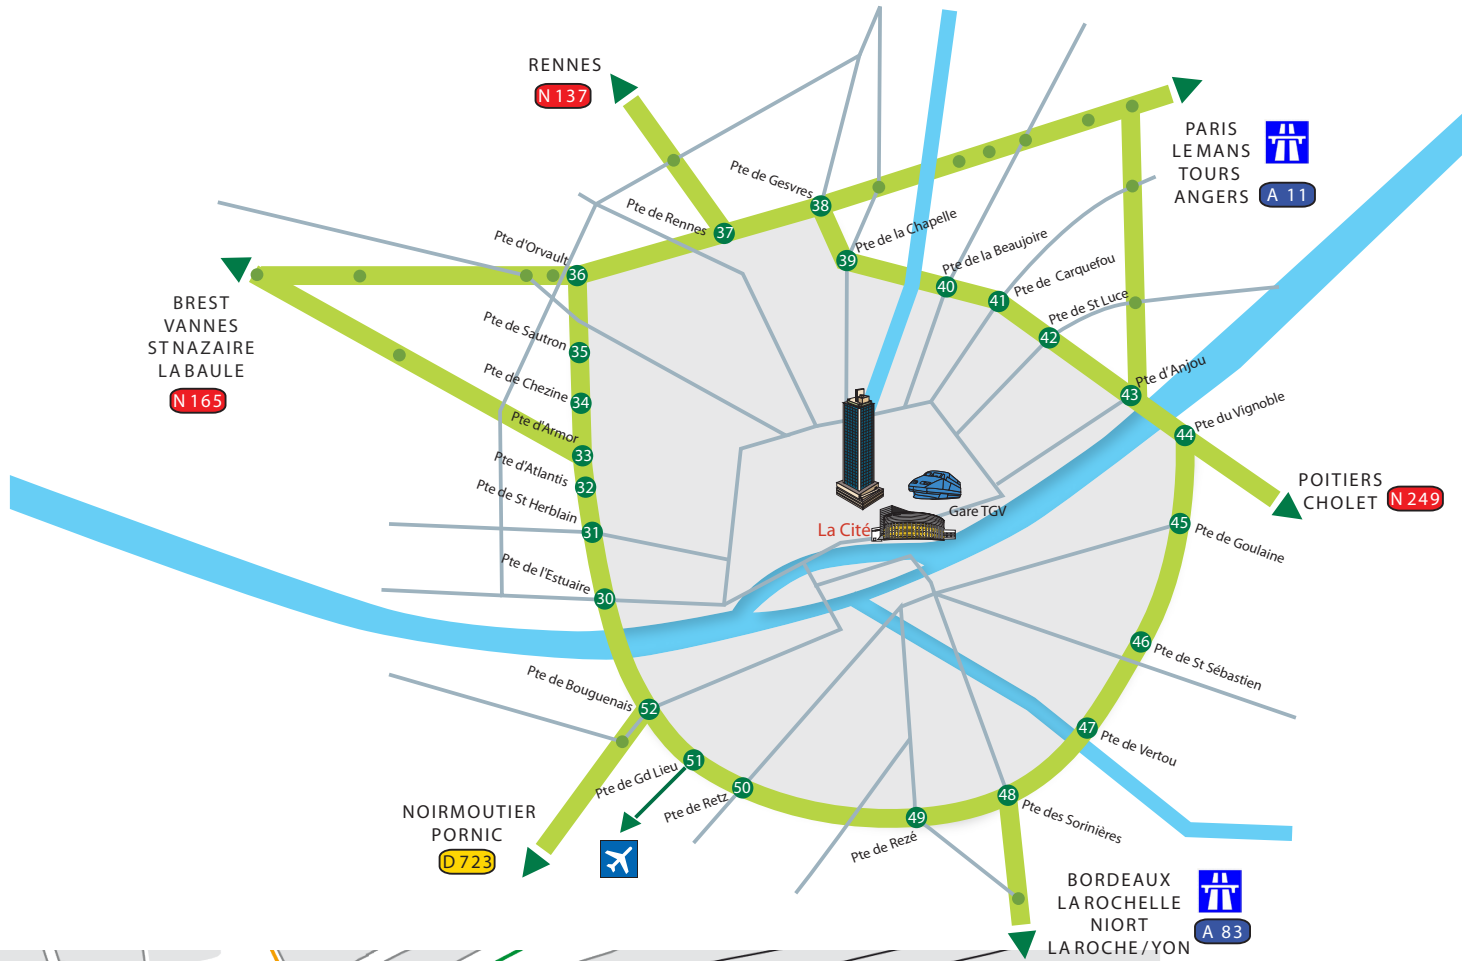 RENNES
N 137
PARIS
LE MANS
TOURS
ANGERS
A 11
Pte de Gesvres
38
Pte de Rennes
37
Pte de la Chapelle
39
Pte d'Orvault
36
Pte de la Beaujoire
40
Pte de Carquefou
41
Pte de St Luce
42
BREST
VANNES
ST NAZAIRE
LA BAULE
N 165
Pte de Sautron
35
Pte de Chezine
34
Pte d'Anjou
43
Pte du Vignoble
44
Pte d'Armor
33
Pte d'Atlantis
32
Pte de St Herblain
31
POITIERS
CHOLET
N 249
Gare TGV
La Cité
45
Pte de Goulaine
Pte de l'Estuaire
30
46
Pte de St Sébastien
Pte de Bouguenais
52
47
Pte de Vertou
51
Pte de Gd Lieu
50
Pte de Retz
48
Pte des Sorinières
49
Pte de Rezé
NOIRMOUTIER
PORNIC
D 723
BORDEAUX
LA ROCHELLE
NIORT
LA ROCHE / YON
A 83